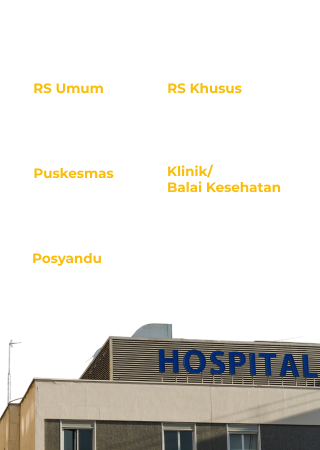 RS Umum
RS Khusus
Puskesmas
Klinik/
Balai Kesehatan
Posyandu
HOSPITAL